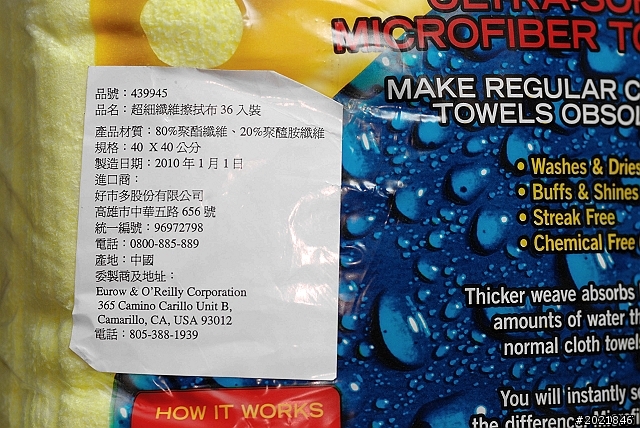 ULTRA-SO
MICROFIBER TO
MAKE REGULAR C
TOWELS OBSOL
• Washes & Dries
• Buffs & Shines
• Streak Free
• Chemical Free
Thicker weave absorbs
amounts of water th
normal cloth towels
You will instantly s
the difference.
HOW IT WORKS
品號：439945
品名：超細纖維擦拭布 36 入裝
產品材質：80%聚酯纖維、20%聚醯胺纖維
規格：40 X 40 公分
製造日期：2010 年 1 月 1 日
進口商：
好市多股份有限公司
高雄市中華五路 656 號
統一編號：96972798
電話：0800-885-889
產地：中國
委製商及地址：
Eurow & O'Reilly Corporation
365 Camino Carillo Unit B,
Camarillo, CA, USA 93012
電話：805-388-1939
#2021846